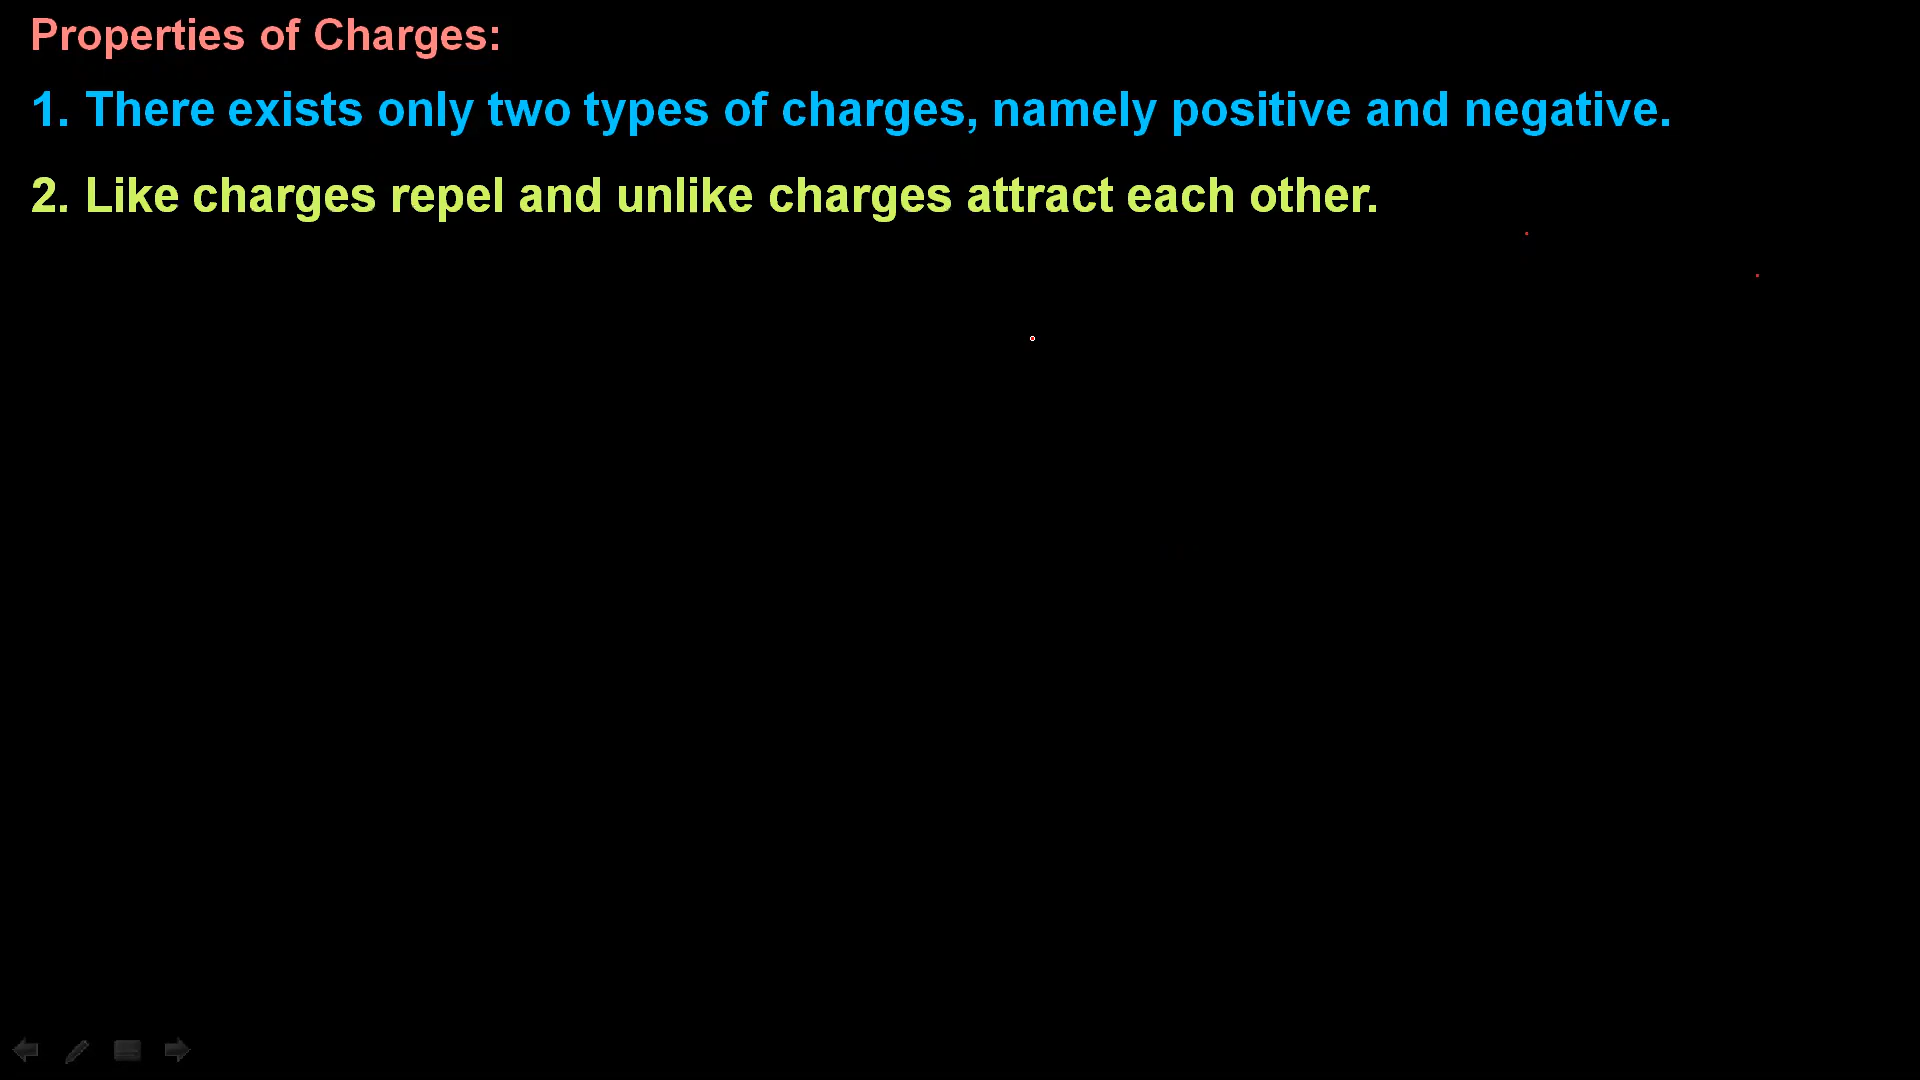 Properties of Charges:
1. There exists only two types of charges, namely positive and negative.
2. Like charges repel and unlike charges attract each other.